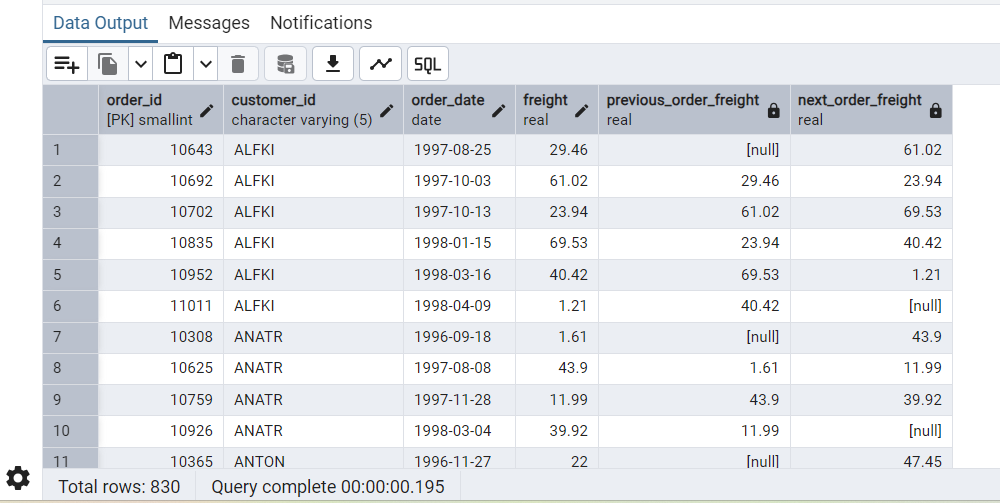 Data Output Messages Notifications
SQL
order_id customer_id order_date freight previous_order_freight next_order_freight
[PK] smallint character varying (5) date real real real
1 10643 ALFKI 1997-08-25 29.46 [null] 61.02
2 10692 ALFKI 1997-10-03 61.02 29.46 23.94
3 10702 ALFKI 1997-10-13 23.94 61.02 69.53
4 10835 ALFKI 1998-01-15 69.53 23.94 40.42
5 10952 ALFKI 1998-03-16 40.42 69.53 1.21
6 11011 ALFKI 1998-04-09 1.21 40.42 [null]
7 10308 ANATR 1996-09-18 1.61 [null] 43.9
8 10625 ANATR 1997-08-08 43.9 1.61 11.99
9 10759 ANATR 1997-11-28 11.99 43.9 39.92
10 10926 ANATR 1998-03-04 39.92 11.99 [null]
11 10365 ANTON 1996-11-27 22 [null] 47.45
Total rows: 830 Query complete 00:00:00.195